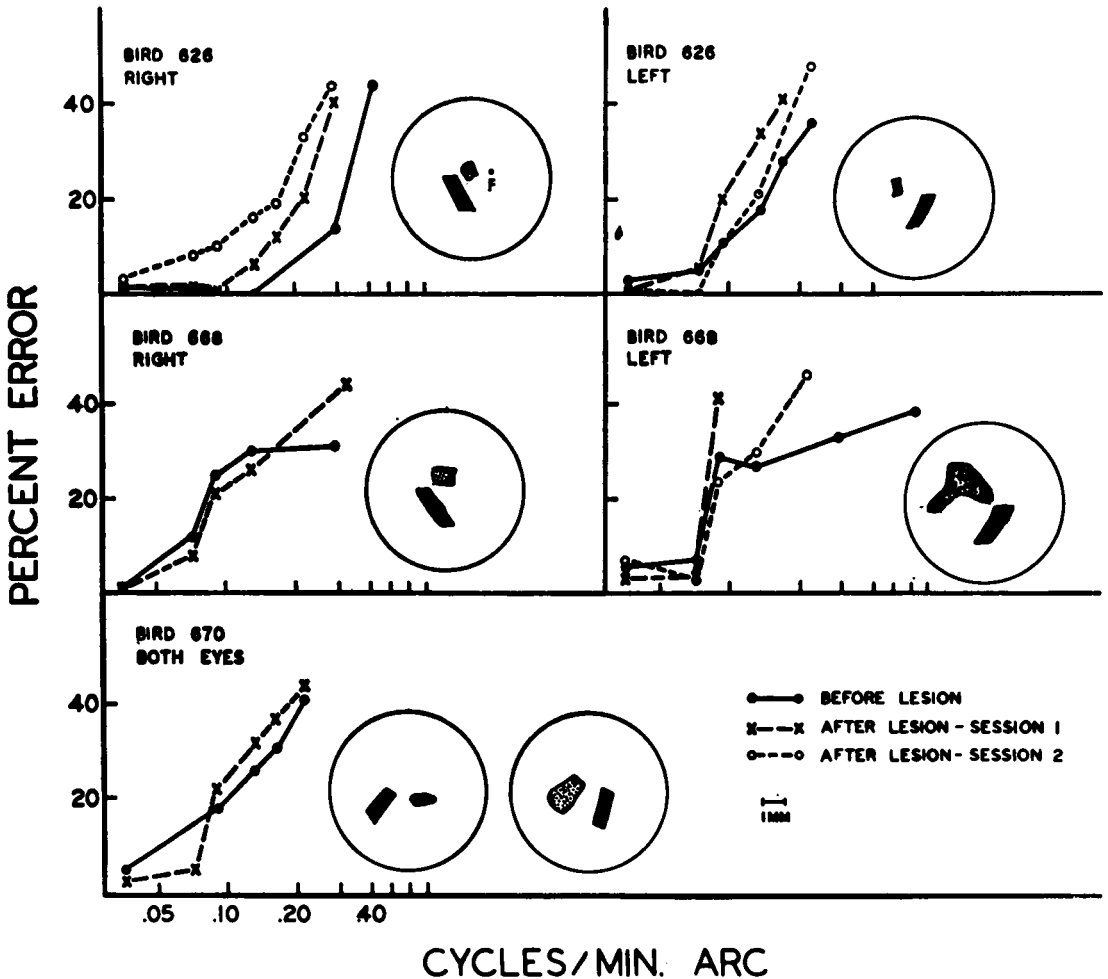 BIRD 626
RIGHT
BIRD 626
LEFT
40
20
F
BIRD 668
RIGHT
BIRD 668
LEFT
40
20
PERCENT ERROR
BIRD 670
BOTH EYES
40
20
BEFORE LESION
AFTER LESION-SESSION 1
AFTER LESION-SESSION 2
1MM
.05 .10 .20 .40
CYCLES/MIN. ARC